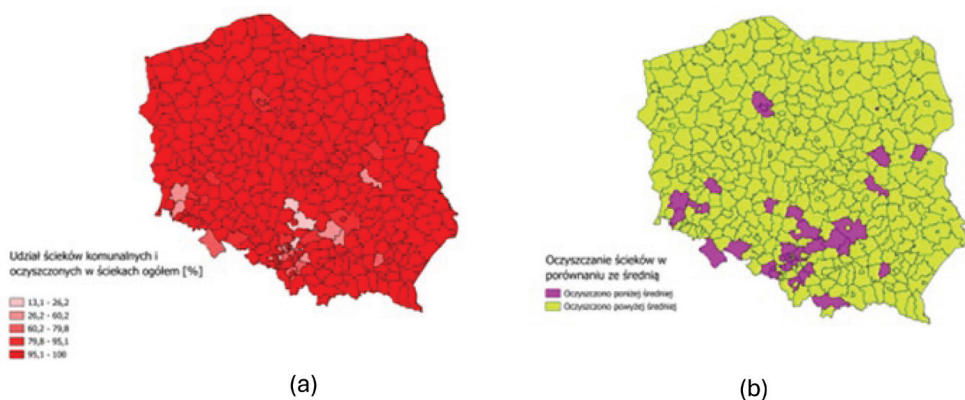 Udział ścieków komunalnych i
oczyszczonych w ściekach ogółem [%]
13,1 - 26,2
26,2 - 60,2
60,2 - 79,8
79,8 - 95,1
95,1 - 100
(a)
Oczyszczanie ścieków w
porównaniu ze średnią
Oczyszczono poniżej średniej
Oczyszczono powyżej średniej
(b)